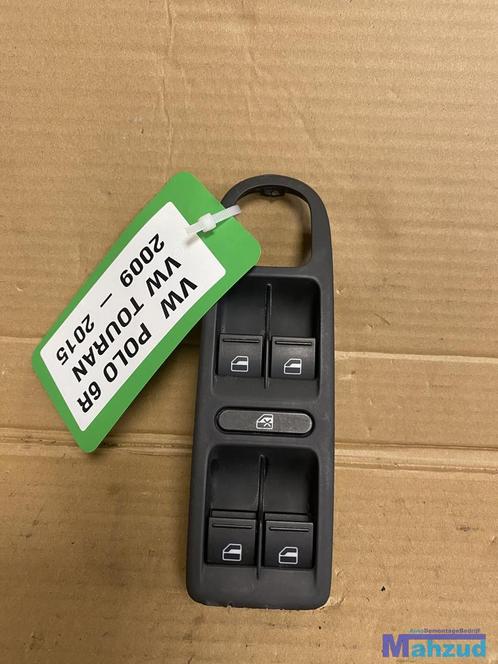 VW POLO 6R
VW TOURAN
2009 - 2015
AutoDemontageBedrijf
Mahzud